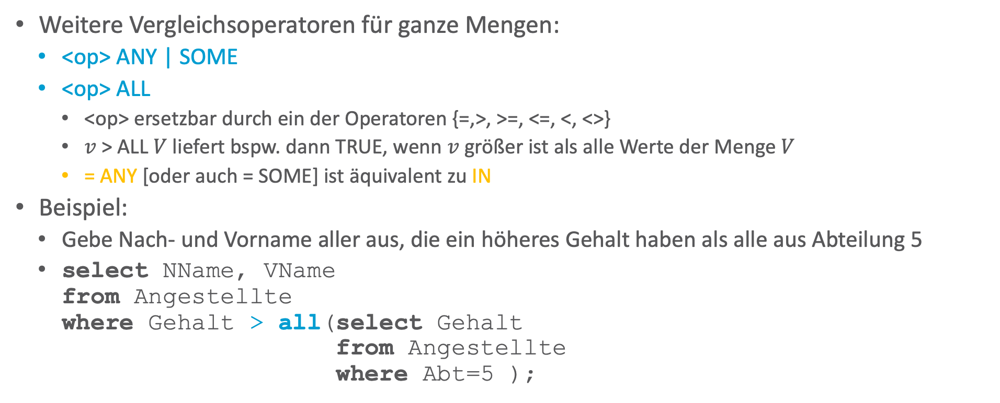 • Weitere Vergleichsoperatoren für ganze Mengen:
• <op> ANY | SOME
• <op> ALL
• <op> ersetzbar durch ein der Operatoren {=,>, >=, <=, <, <>}
• 𝑣 > ALL 𝑉 liefert bspw. dann TRUE, wenn 𝑣 größer ist als alle Werte der Menge 𝑉
• = ANY [oder auch = SOME] ist äquivalent zu IN
• Beispiel:
• Gebe Nach- und Vorname aller aus, die ein höheres Gehalt haben als alle aus Abteilung 5
• select NName, VName
from Angestellte
where Gehalt > all(select Gehalt
from Angestellte
where Abt=5 );